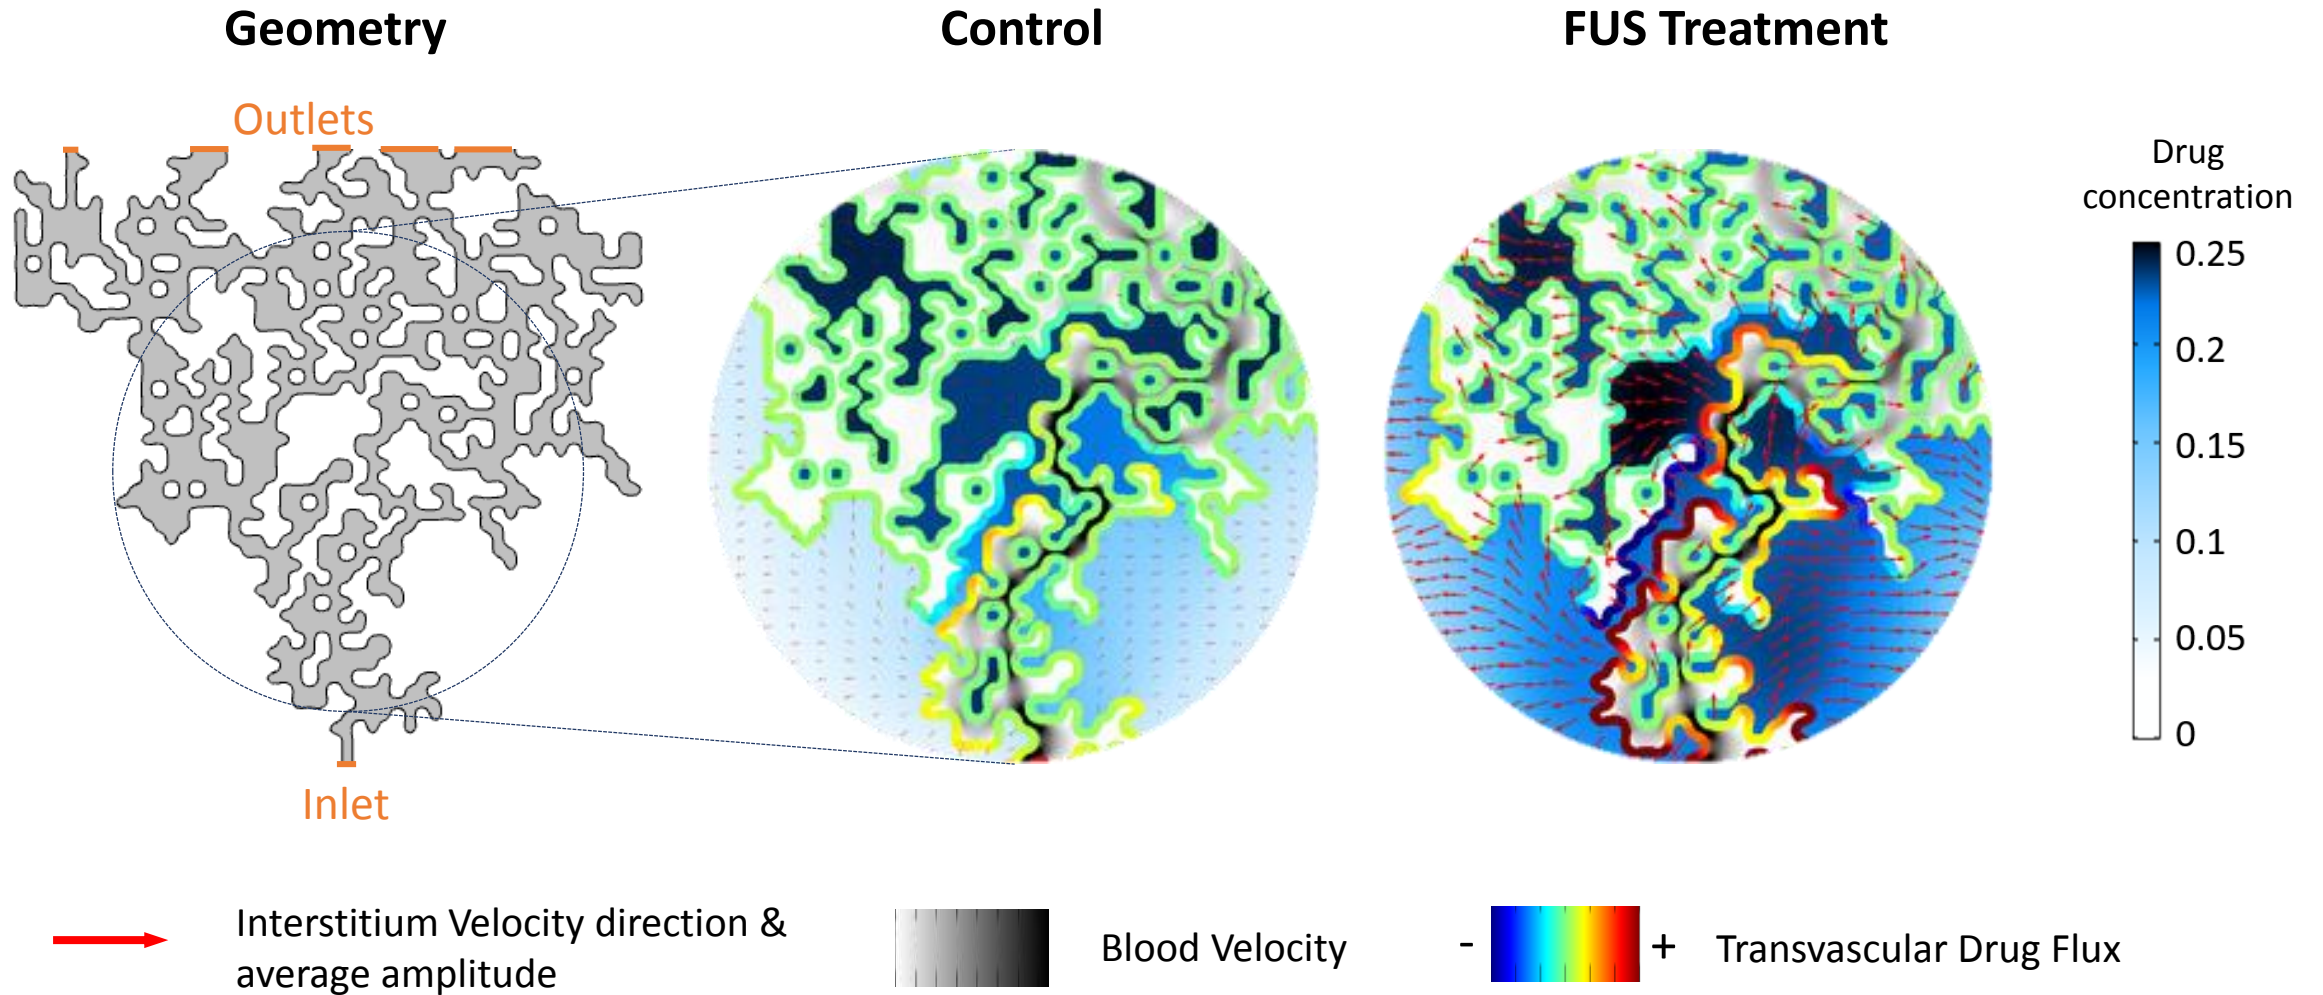 Geometry
Control
FUS Treatment
Outlets
Inlet
Drug
concentration
0.25
0.2
0.15
0.1
0.05
0
Interstitium Velocity direction &
average amplitude
Blood Velocity
- + Transvascular Drug Flux